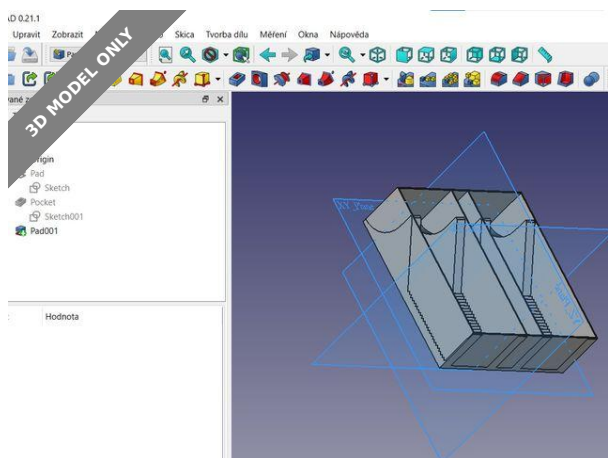 AD 0.21.1
Upravit Zobrazit Skica Tvorba dílu Měření Okna Nápověda
3D MODEL ONLY
Origin
Pad
Sketch
Pocket
Sketch001
Pad001
Hodnota